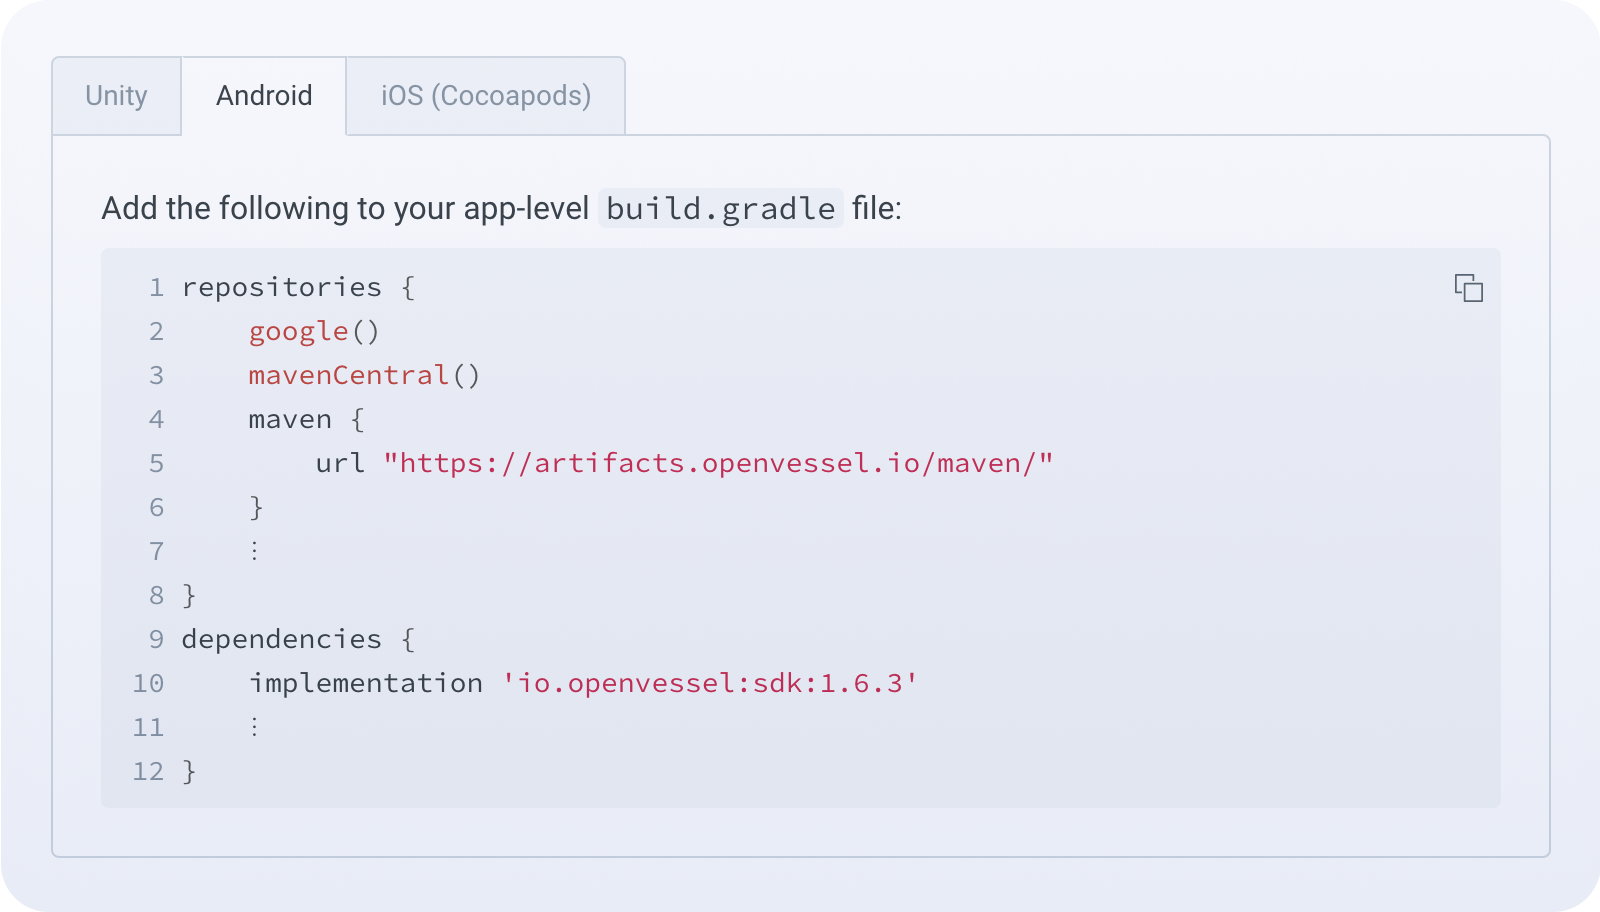 Unity Android iOS (Cocoapods)
Add the following to your app-level build.gradle file:
1 repositories {
2     google()
3     mavenCentral()
4     maven {
5         url "https://artifacts.openvessel.io/maven/"
6     }
7     ⋮
8 }
9 dependencies {
10     implementation 'io.openvessel:sdk:1.6.3'
11     ⋮
12 }